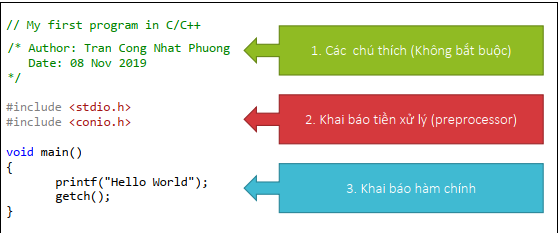 // My first program in C/C++
/* Author: Tran Cong Nhat Phuong
Date: 08 Nov 2019
*/
1. Các chú thích (Không bắt buộc)
#include <stdio.h>
#include <conio.h>
2. Khai báo tiền xử lý (preprocessor)
void main()
{
printf("Hello World");
getch();
}
3. Khai báo hàm chính